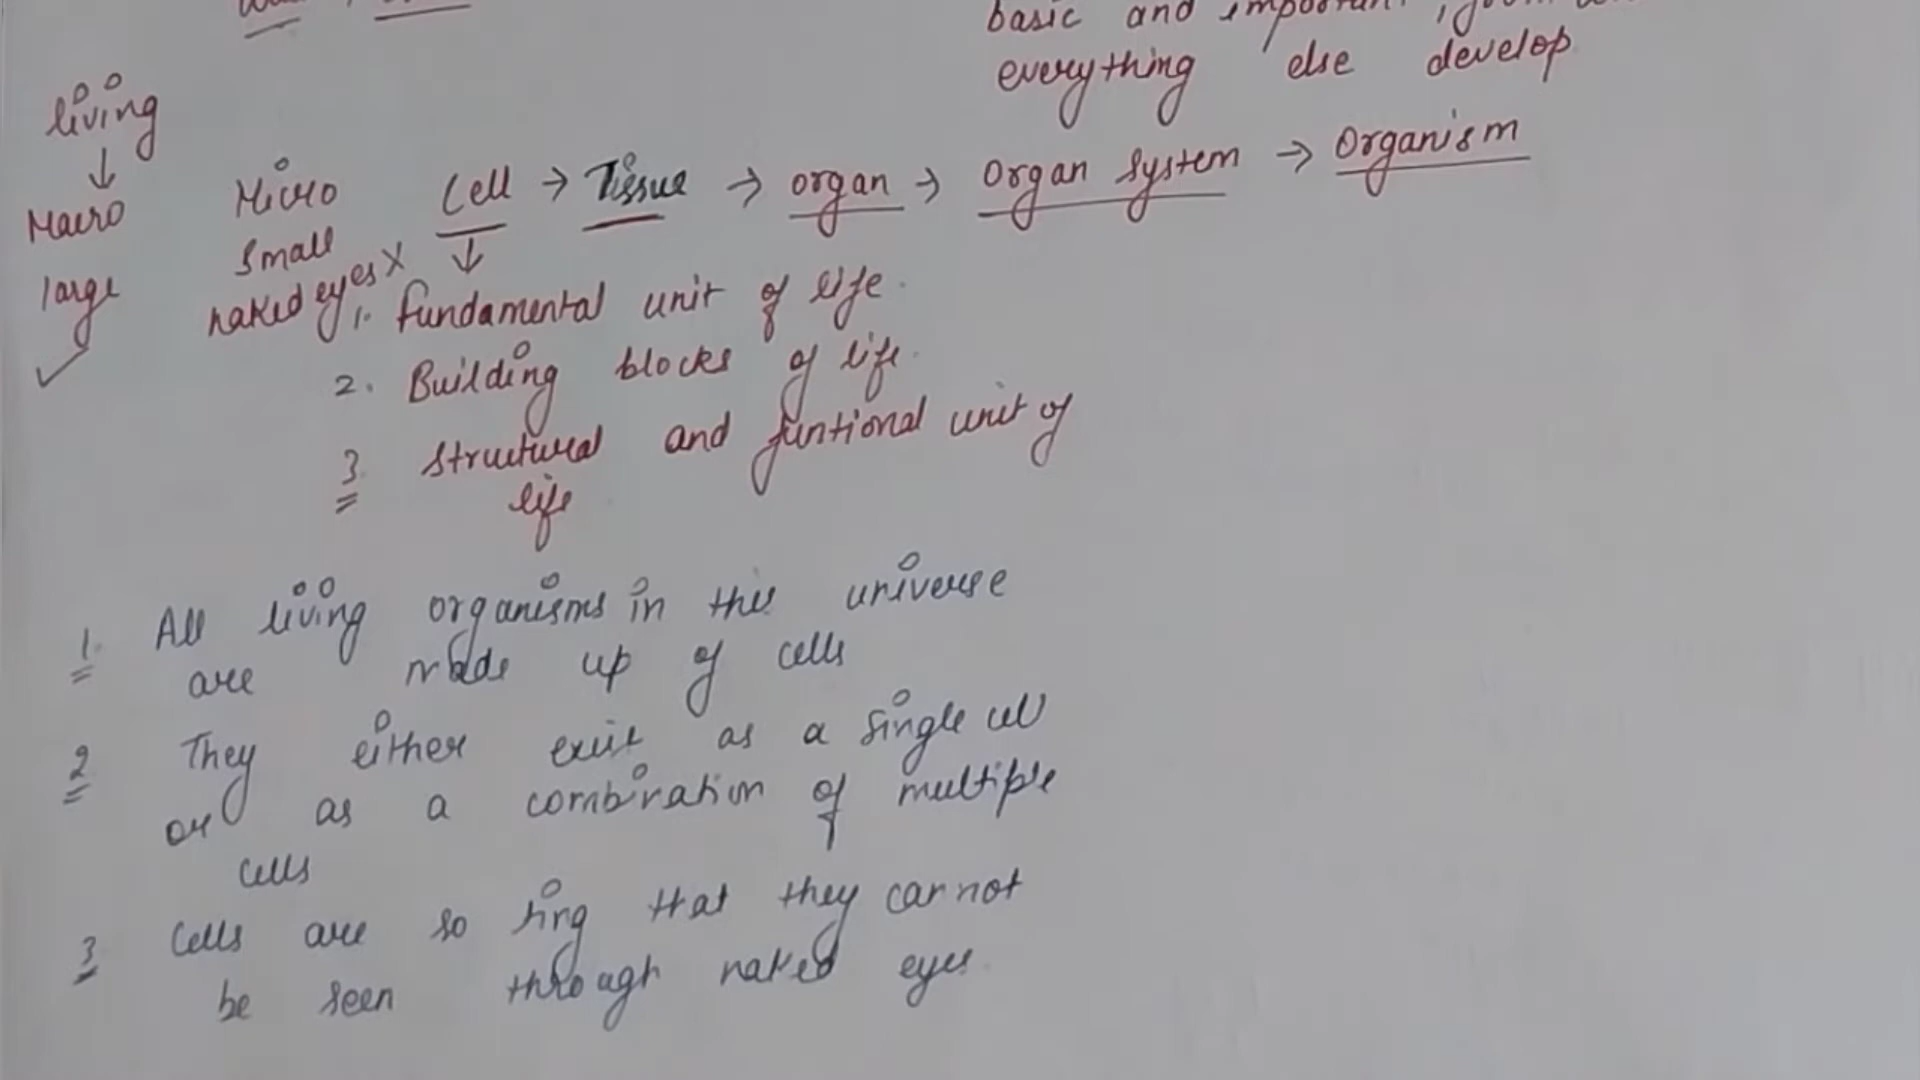 basic and important, from
everything else develop
living
↓
Macro
large
✓
Micro
small
naked eyes x
Cell → Tissue → organ → Organ System → Organism
↓
1. fundamental unit of life.
2. Building blocks of life.
3. Structural and funtional unit of
life
1. All living organisms in this universe
are made up of cells
2 They either exist as a single cell
or as a combination of multiple
cells
3 Cells are so tiny that they cannot
be seen through naked eyes.